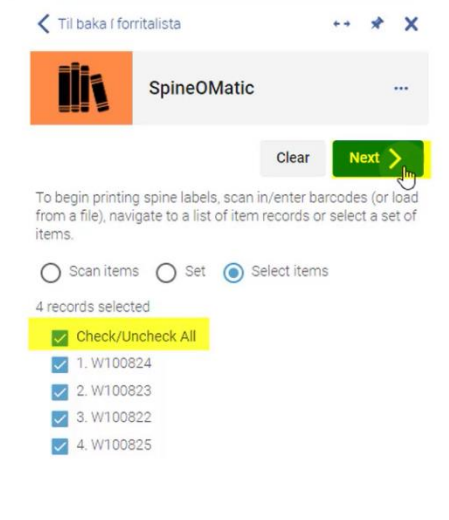 Til baka í forritalista
SpineOMatic
Clear Next
To begin printing spine labels, scan in/enter barcodes (or load
from a file), navigate to a list of item records or select a set of
items.
Scan items Set Select items
4 records selected
Check/Uncheck All
1. W100824
2. W100823
3. W100822
4. W100825